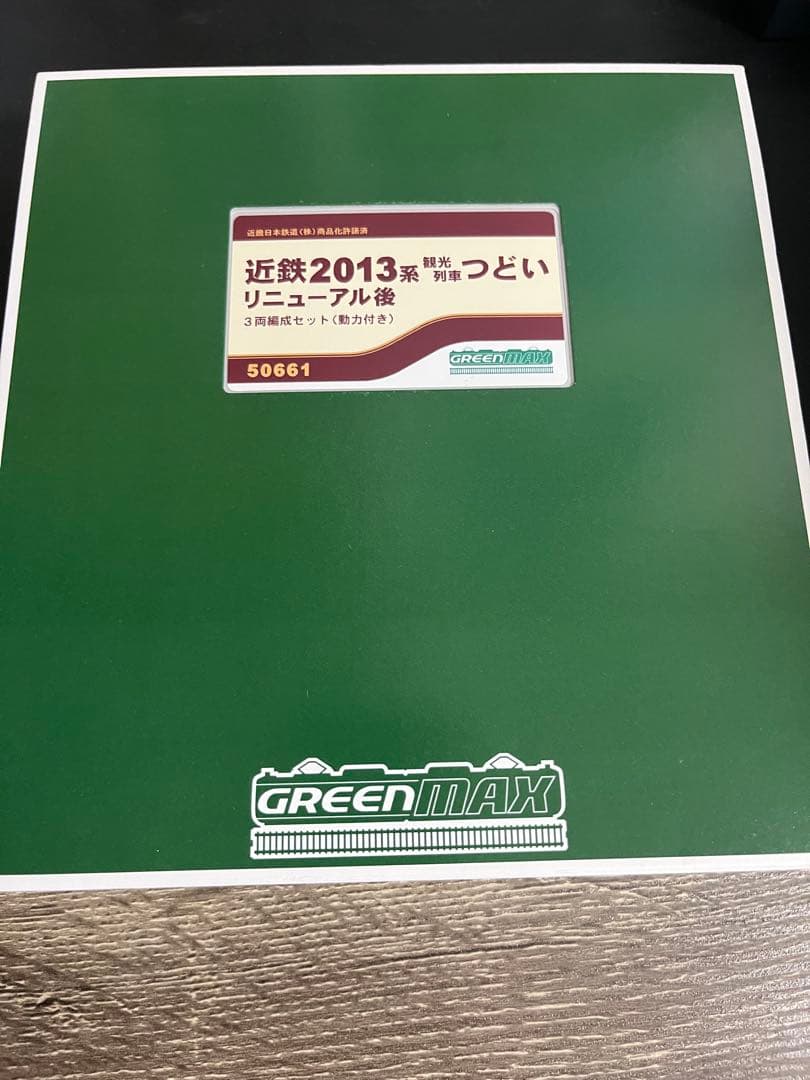 近畿日本鉄道(株)商品化許諾済
近鉄2013系 観光列車 つどい
リニューアル後
3両編成セット(動力付き)
50661
GREENMAX
GREENMAX